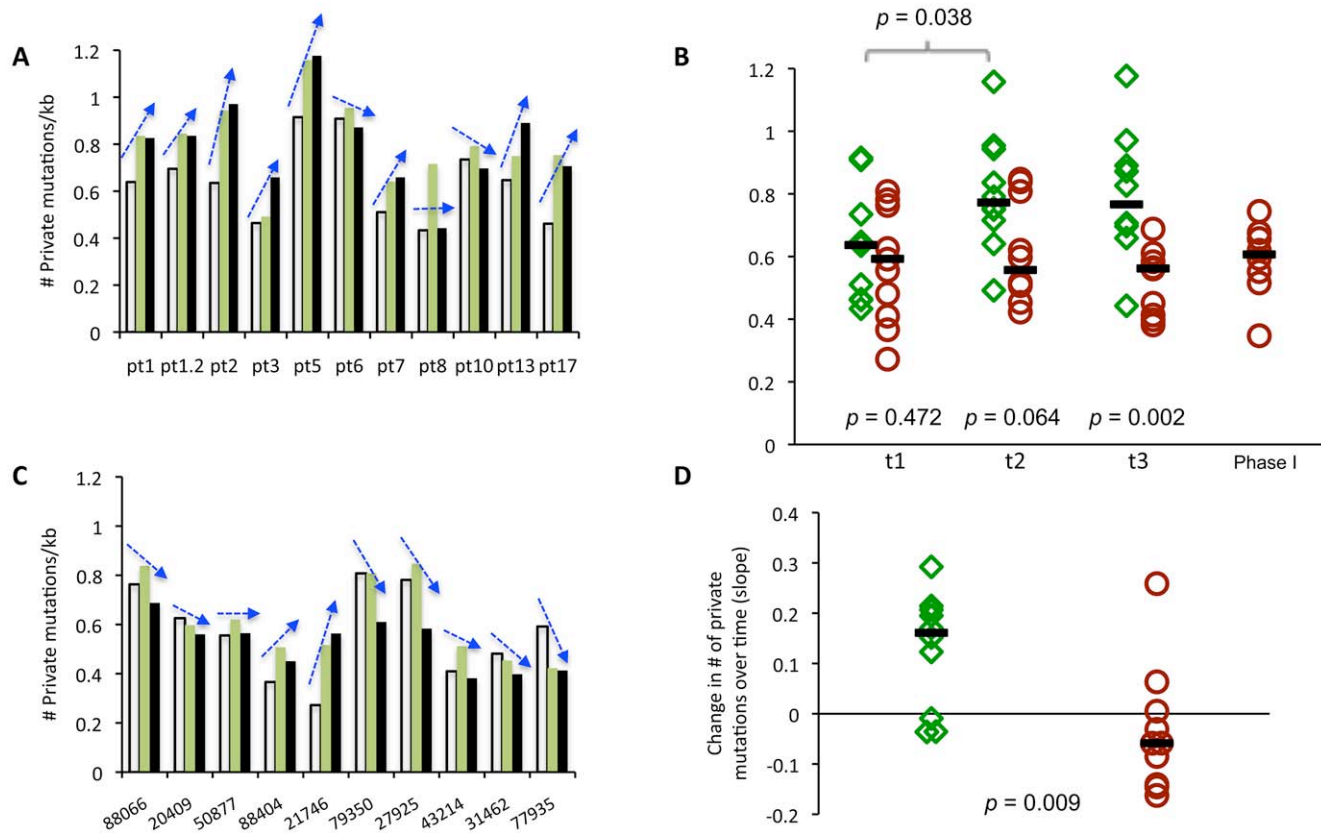 A
# Private mutations/kb
1.2
1
0.8
0.6
0.4
0.2
0
pt1 pt1.2 pt2 pt3 pt5 pt6 pt7 pt8 pt10 pt13 pt17
B
p = 0.038
1.2
1
0.8
0.6
0.4
0.2
0
p = 0.472 p = 0.064 p = 0.002
t1 t2 t3 Phase I
C
# Private mutations/kb
1.2
1
0.8
0.6
0.4
0.2
0
88066 20409 50877 88404 21746 79350 27925 43214 31462 77935
D
Change in # of private
mutations over time (slope)
0.4
0.3
0.2
0.1
0
-0.1
-0.2
p = 0.009